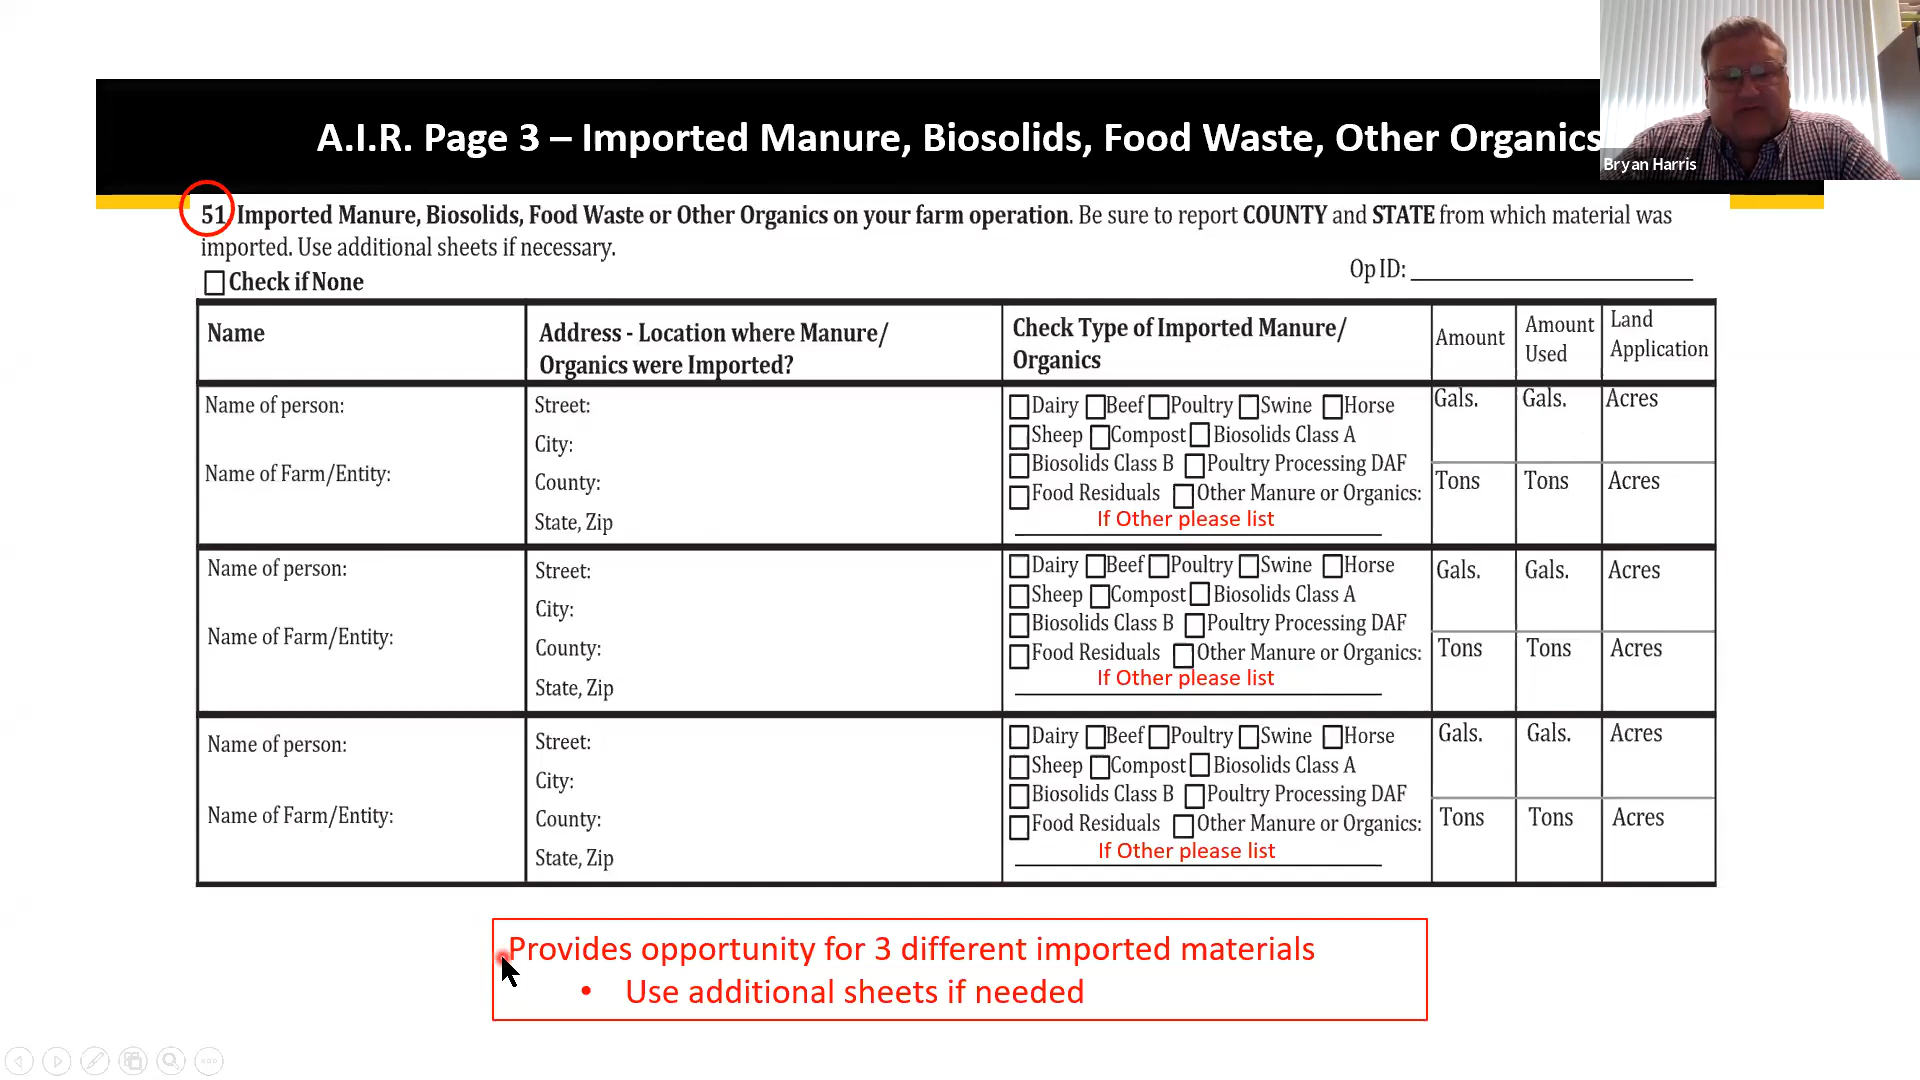 A.I.R. Page 3 – Imported Manure, Biosolids, Food Waste, Other Organics
Bryan Harris
51. Imported Manure, Biosolids, Food Waste or Other Organics on your farm operation. Be sure to report COUNTY and STATE from which material was
imported. Use additional sheets if necessary.
Op ID:
Check if None
Name
Address - Location where Manure/
Organics were Imported?
Check Type of Imported Manure/
Organics
Amount
Amount
Used
Land
Application
Name of person:
Name of Farm/Entity:
Street:
City:
County:
State, Zip
Dairy Beef Poultry Swine Horse
Sheep Compost Biosolids Class A
Biosolids Class B Poultry Processing DAF
Food Residuals Other Manure or Organics:
If Other please list
Gals. Gals. Acres
Tons Tons Acres
Name of person:
Name of Farm/Entity:
Street:
City:
County:
State, Zip
Dairy Beef Poultry Swine Horse
Sheep Compost Biosolids Class A
Biosolids Class B Poultry Processing DAF
Food Residuals Other Manure or Organics:
If Other please list
Gals. Gals. Acres
Tons Tons Acres
Name of person:
Name of Farm/Entity:
Street:
City:
County:
State, Zip
Dairy Beef Poultry Swine Horse
Sheep Compost Biosolids Class A
Biosolids Class B Poultry Processing DAF
Food Residuals Other Manure or Organics:
If Other please list
Gals. Gals. Acres
Tons Tons Acres
Provides opportunity for 3 different imported materials
• Use additional sheets if needed